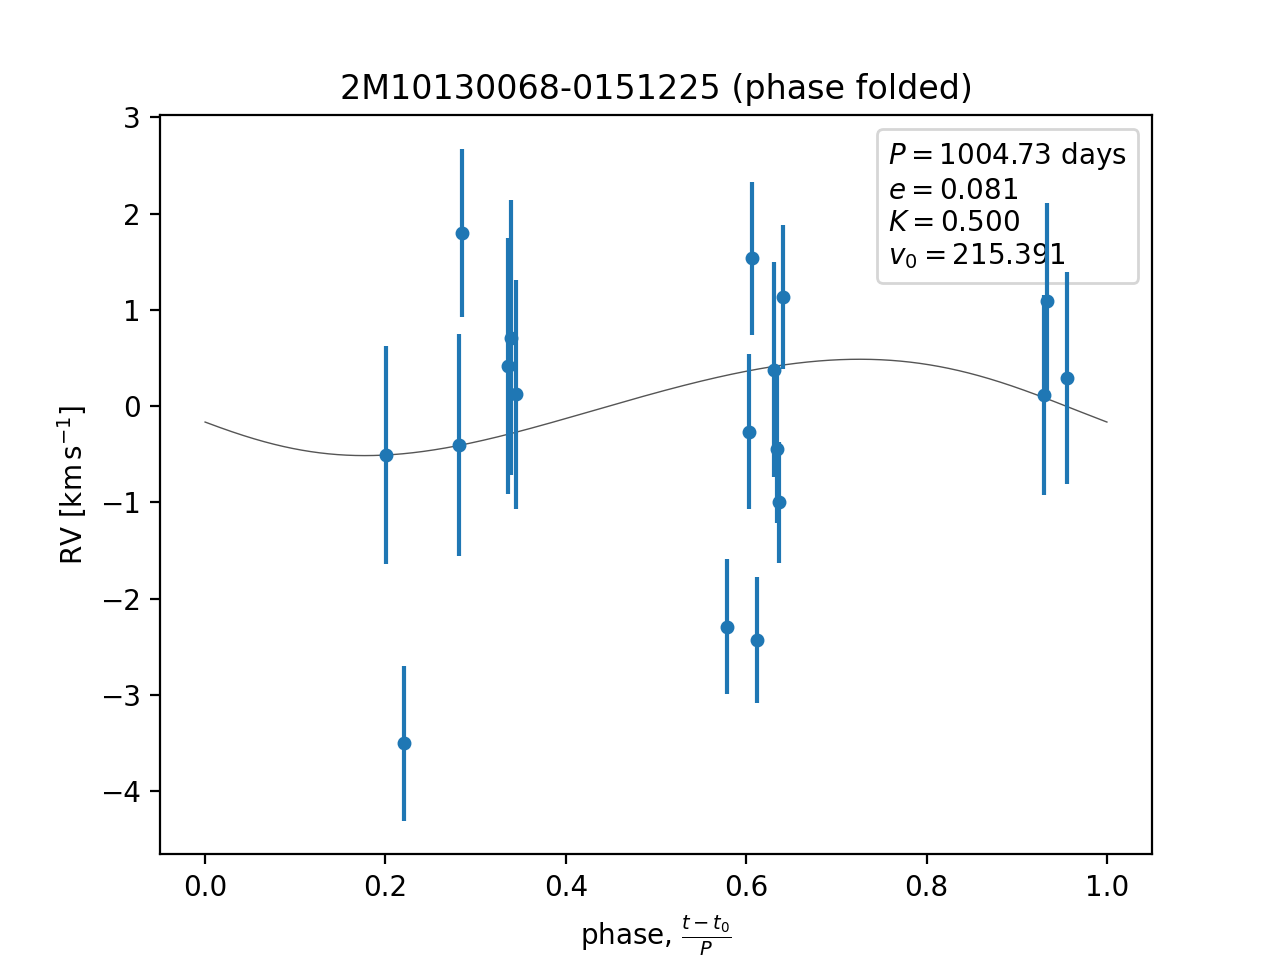 2M10130068-0151225 (phase folded)
P = 1004.73 days
e = 0.081
K = 0.500
v₀ = 215.391
3
2
1
0
−1
−2
−3
−4
RV [km s⁻¹]
0.0 0.2 0.4 0.6 0.8 1.0
phase, (t − t₀)/P